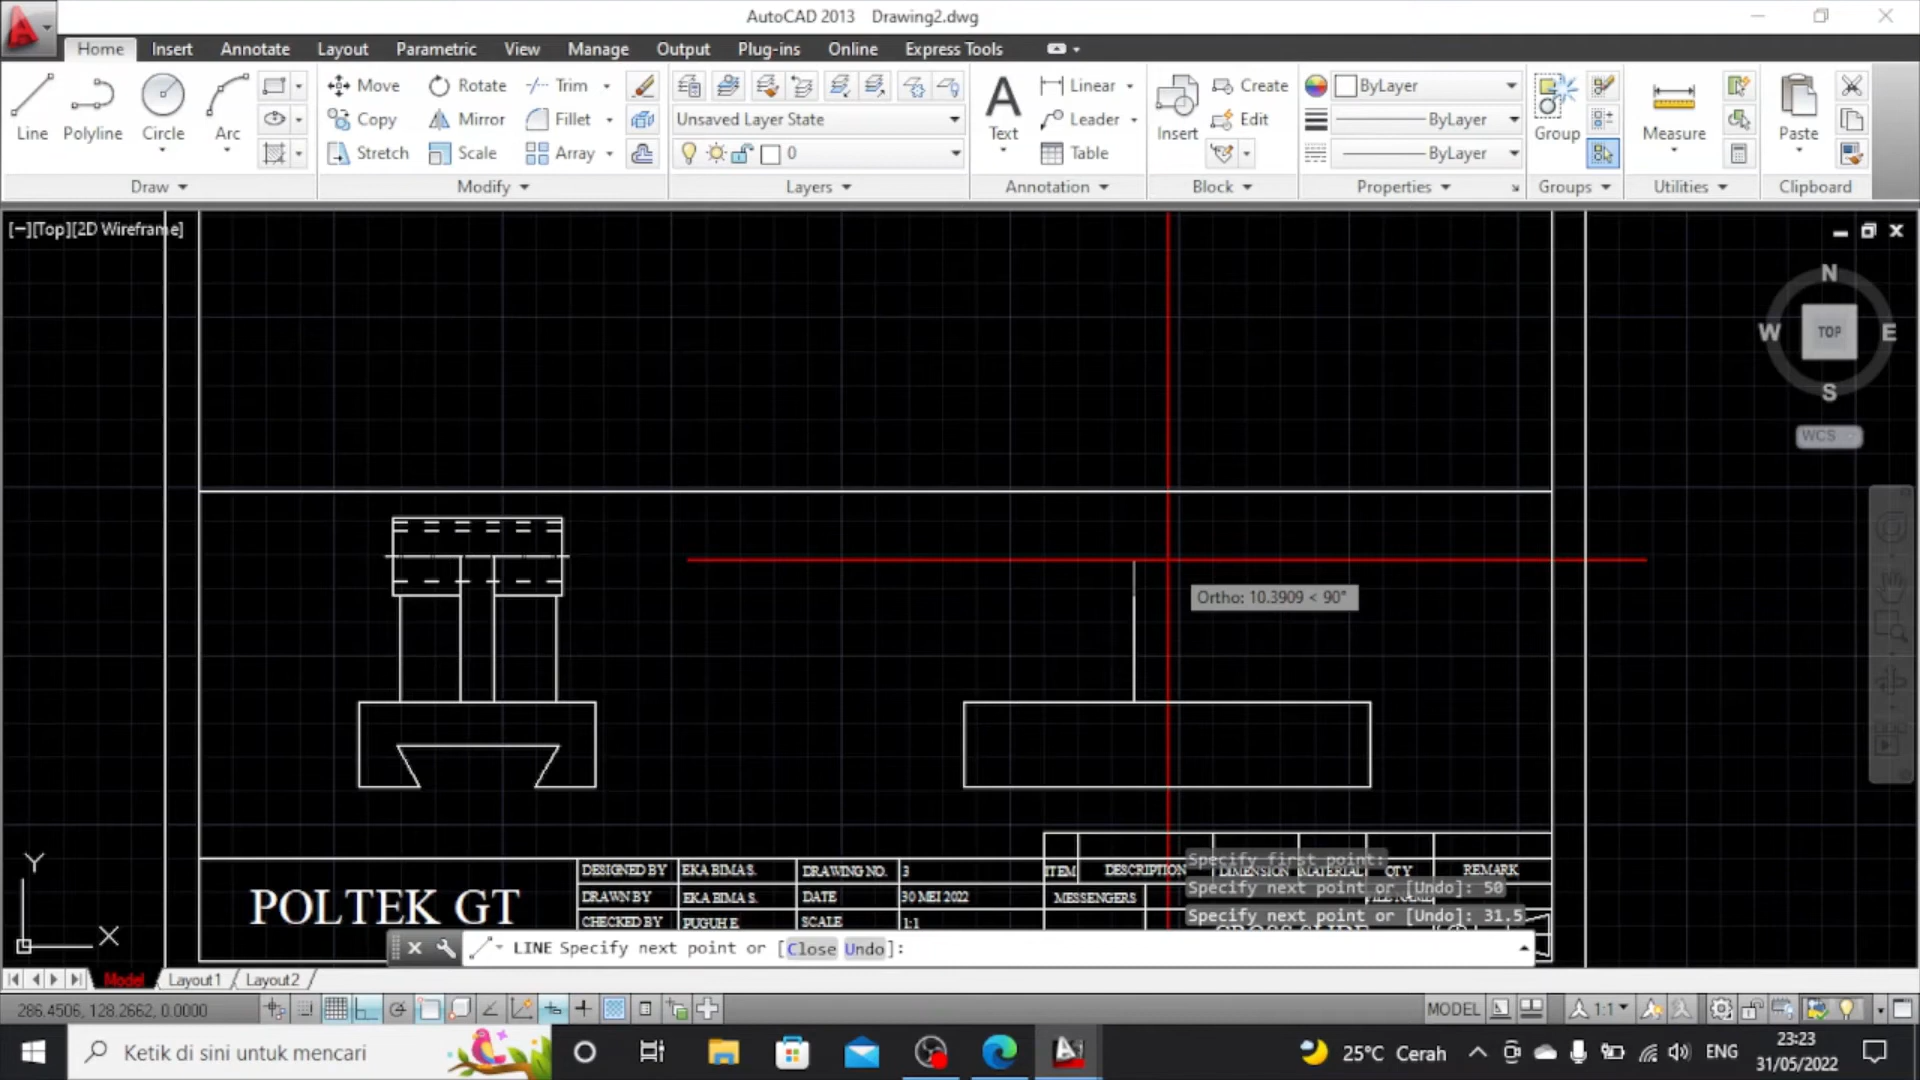 AutoCAD 2013 Drawing2.dwg
Home Insert Annotate Layout Parametric View Manage Output Plug-ins Online Express Tools
Line Polyline Circle Arc
Move Rotate Trim
Copy Mirror Fillet
Stretch Scale Array
Unsaved Layer State
0
Text Linear
Leader
Table
Insert Create
Edit
ByLayer
ByLayer
ByLayer
Group Measure Paste
Draw Modify Layers Annotation Block Properties Groups Utilities Clipboard
[−][Top][2D Wireframe]
N
W TOP E
S
WCS
Ortho: 10.3909 < 90°
Specify first point:
Specify next point or [Undo]: 50
Specify next point or [Undo]: 31.5
ITEM DESCRIPTION DIMENSION MATERIAL QTY REMARK
MESSENGERS
POLTEK GT
DESIGNED BY EKA BIMA S. DRAWING NO. 3
DRAWN BY EKA BIMA S. DATE 30 MEI 2022
CHECKED BY PUGUH E. SCALE 1:1
Y
X
LINE Specify next point or [Close Undo]:
Model Layout1 Layout2
286.4506, 128.2662, 0.0000
MODEL 1:1
Ketik di sini untuk mencari
25°C Cerah
ENG
23:23
31/05/2022